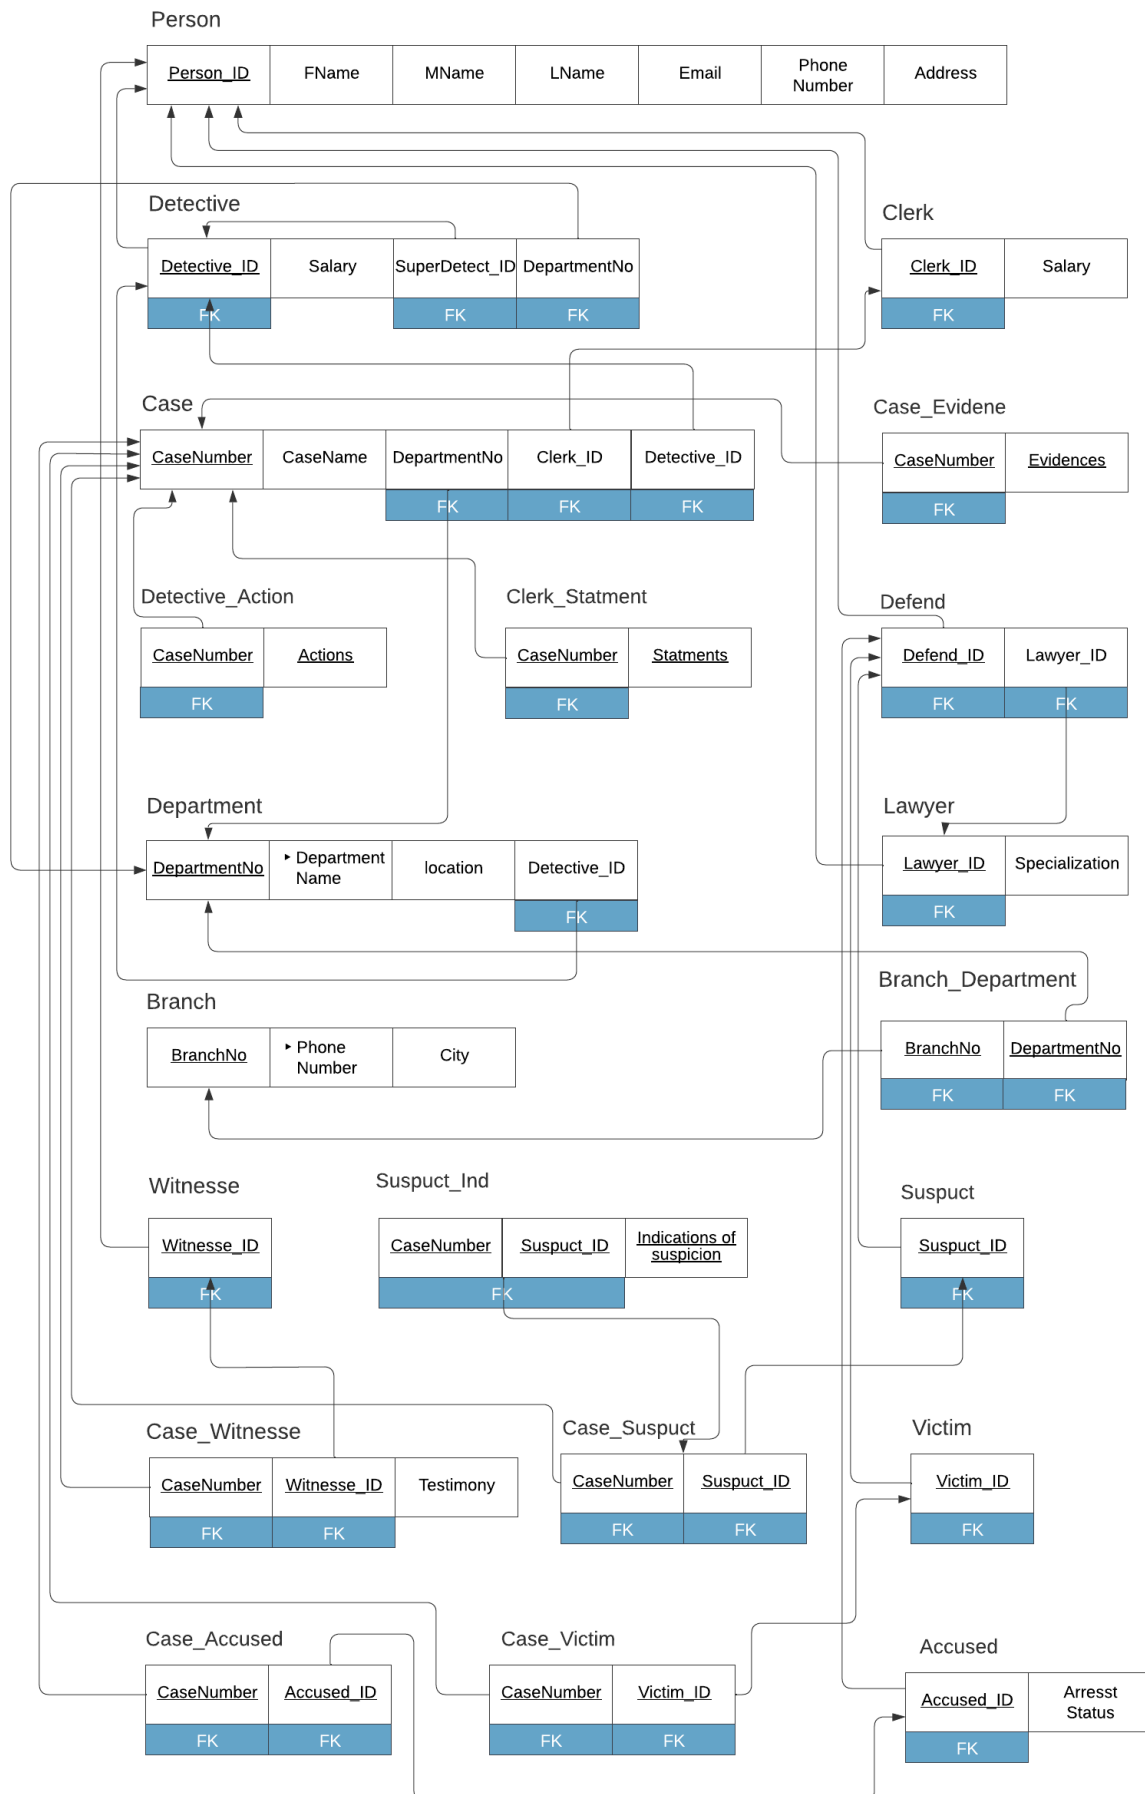 Person
Person_ID FName MName LName Email Phone Number Address
Detective
Clerk
Detective_ID Salary SuperDetect_ID DepartmentNo
FK FK FK
Clerk_ID Salary
FK
Case
Case_Evidene
CaseNumber CaseName DepartmentNo Clerk_ID Detective_ID
FK FK FK
CaseNumber Evidences
FK
Detective_Action
Clerk_Statment
Defend
CaseNumber Actions
FK
CaseNumber Statments
FK
Defend_ID Lawyer_ID
FK FK
Department
Lawyer
DepartmentNo Department Name location Detective_ID
FK
Lawyer_ID Specialization
FK
Branch
Branch_Department
BranchNo Phone Number City
BranchNo DepartmentNo
FK FK
Witnesse
Suspuct_Ind
Suspuct
Witnesse_ID
FK
CaseNumber Suspuct_ID Indications of suspicion
FK
Suspuct_ID
FK
Case_Witnesse
Case_Suspuct
Victim
CaseNumber Witnesse_ID Testimony
FK FK
CaseNumber Suspuct_ID
FK FK
Victim_ID
FK
Case_Accused
Case_Victim
Accused
CaseNumber Accused_ID
FK FK
CaseNumber Victim_ID
FK FK
Accused_ID Arresst Status
FK